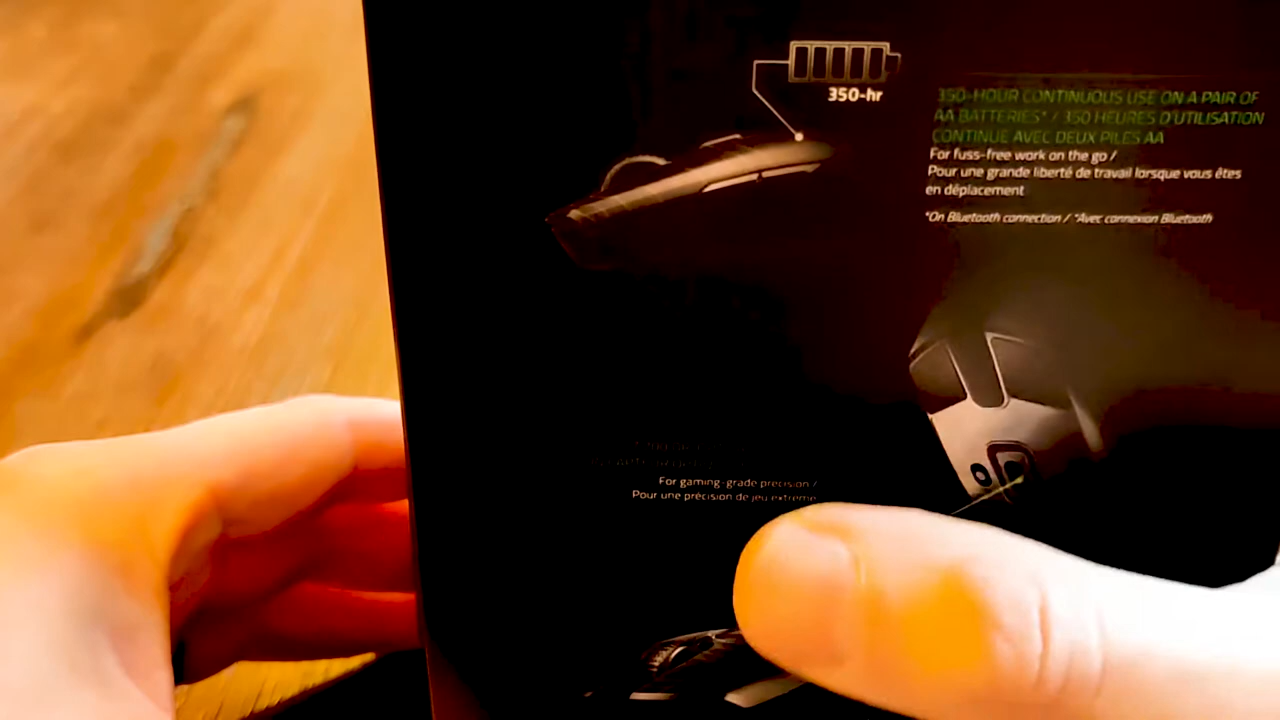 350-hr
350-HOUR CONTINUOUS USE ON A PAIR OF
AA BATTERIES* / 350 HEURES D'UTILISATION
CONTINUE AVEC DEUX PILES AA
For fuss-free work on the go /
Pour une grande liberté de travail lorsque vous êtes
en déplacement
*On Bluetooth connection / *Avec connexion Bluetooth
For gaming-grade precision /
Pour une précision de jeu extrême